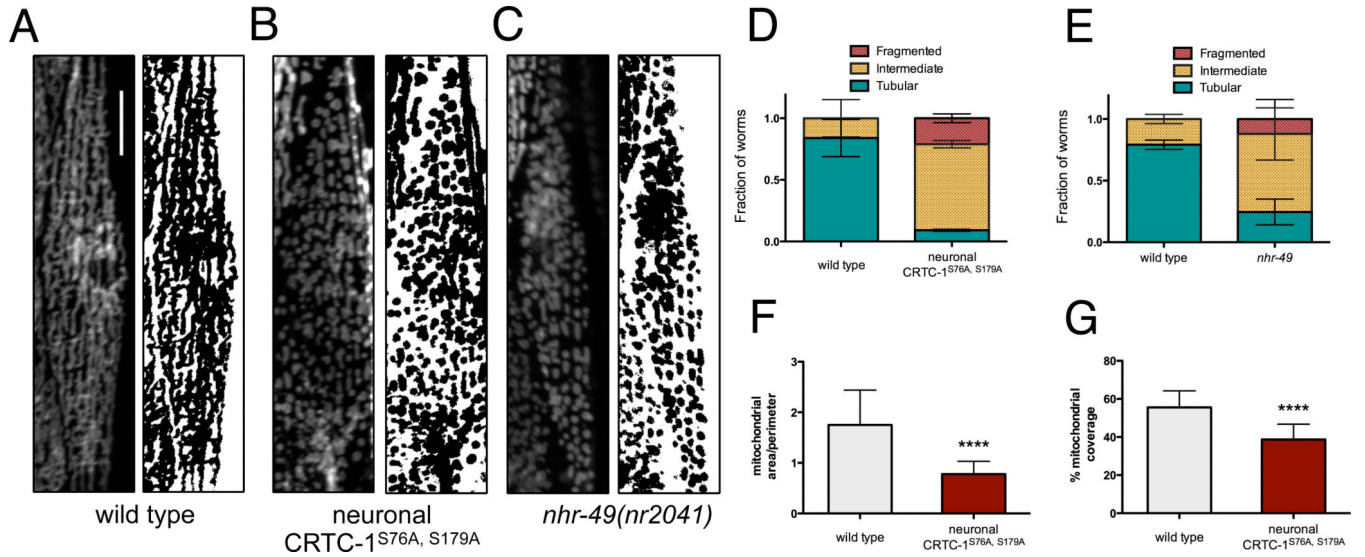 A
B
C
wild type
neuronal
CRTC-1S76A, S179A
nhr-49(nr2041)
D
Fragmented
Intermediate
Tubular
Fraction of worms
1.0
0.5
0.0
wild type
neuronal
CRTC-1S76A, S179A
E
Fragmented
Intermediate
Tubular
Fraction of worms
1.0
0.5
0.0
wild type
nhr-49
F
mitochondrial
area/perimeter
3
2
1
0
****
wild type
neuronal
CRTC-1S76A, S179A
G
% mitochondrial
coverage
80
60
40
20
0
****
wild type
neuronal
CRTC-1S76A, S179A